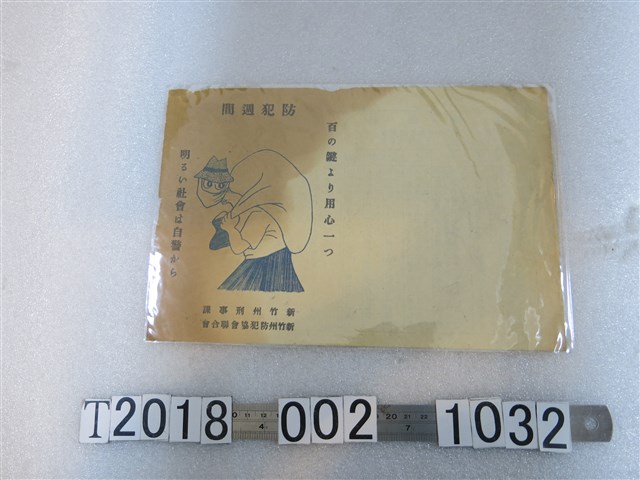 間週犯防
百の鍵より用心一つ
明るい社會は自警から
課事刑州竹新
會合聯會協犯防州竹新
T2018 002 1032